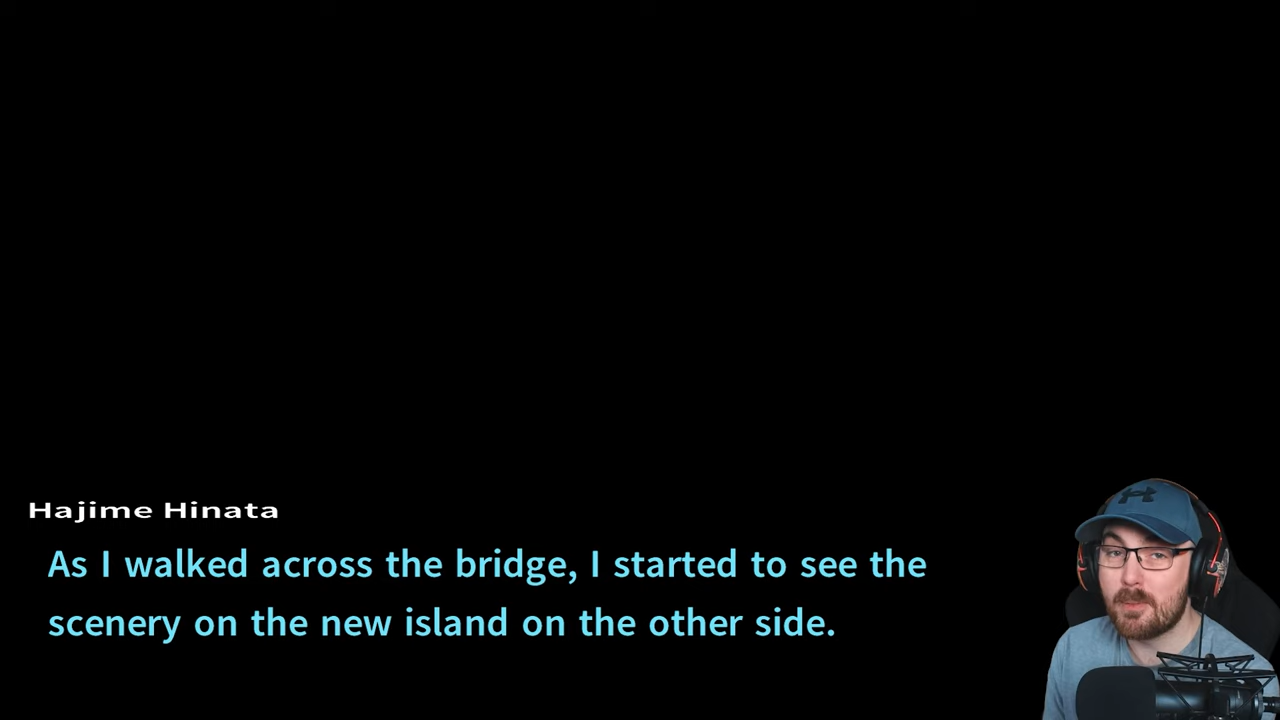 Hajime Hinata
As I walked across the bridge, I started to see the
scenery on the new island on the other side.